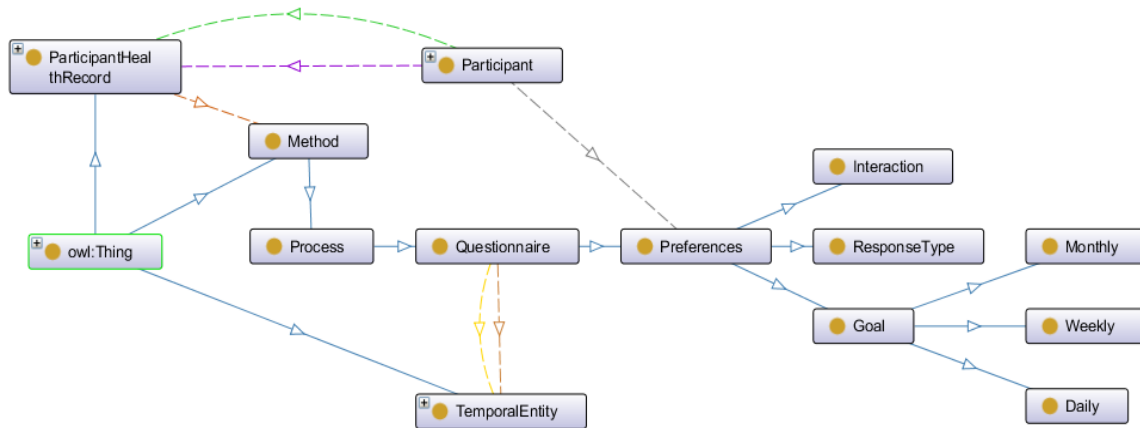 ParticipantHeal
thRecord
Participant
Method
Interaction
owl:Thing
Process
Questionnaire
Preferences
ResponseType
Monthly
Goal
Weekly
TemporalEntity
Daily